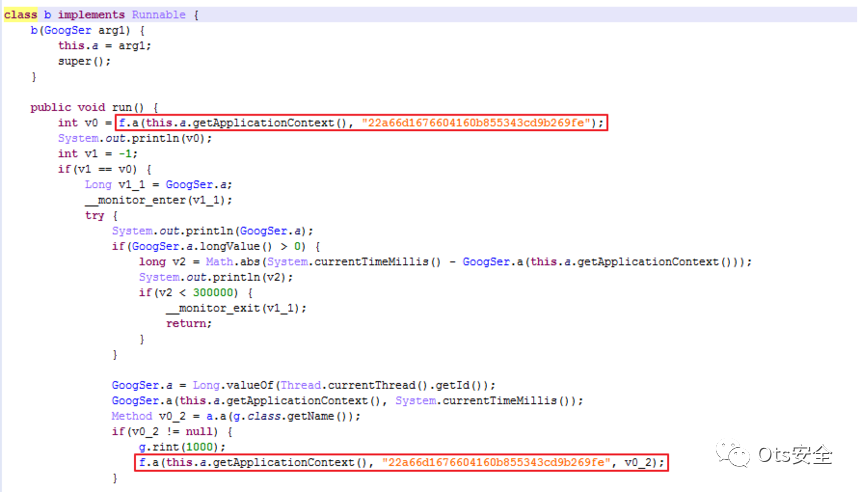 class b implements Runnable {
    b(GoogSer arg1) {
        this.a = arg1;
        super();
    }

    public void run() {
        int v0 = f.a(this.a.getApplicationContext(), "22a66d1676604160b855343cd9b269fe");
        System.out.println(v0);
        int v1 = -1;
        if(v1 == v0) {
            Long v1_1 = GoogSer.a;
            __monitor_enter(v1_1);
            try {
                System.out.println(GoogSer.a);
                if(GoogSer.a.longValue() > 0) {
                    long v2 = Math.abs(System.currentTimeMillis() - GoogSer.a(this.a.getApplicationContext()));
                    System.out.println(v2);
                    if(v2 < 300000) {
                        __monitor_exit(v1_1);
                        return;
                    }
                }

                GoogSer.a = Long.valueOf(Thread.currentThread().getId());
                GoogSer.a(this.a.getApplicationContext(), System.currentTimeMillis());
                Method v0_2 = a.a(g.class.getName());
                if(v0_2 != null) {
                    g.rint(1000);
                    f.a(this.a.getApplicationContext(), "22a66d1676604160b855343cd9b269fe", v0_2);
                }
Ots安全